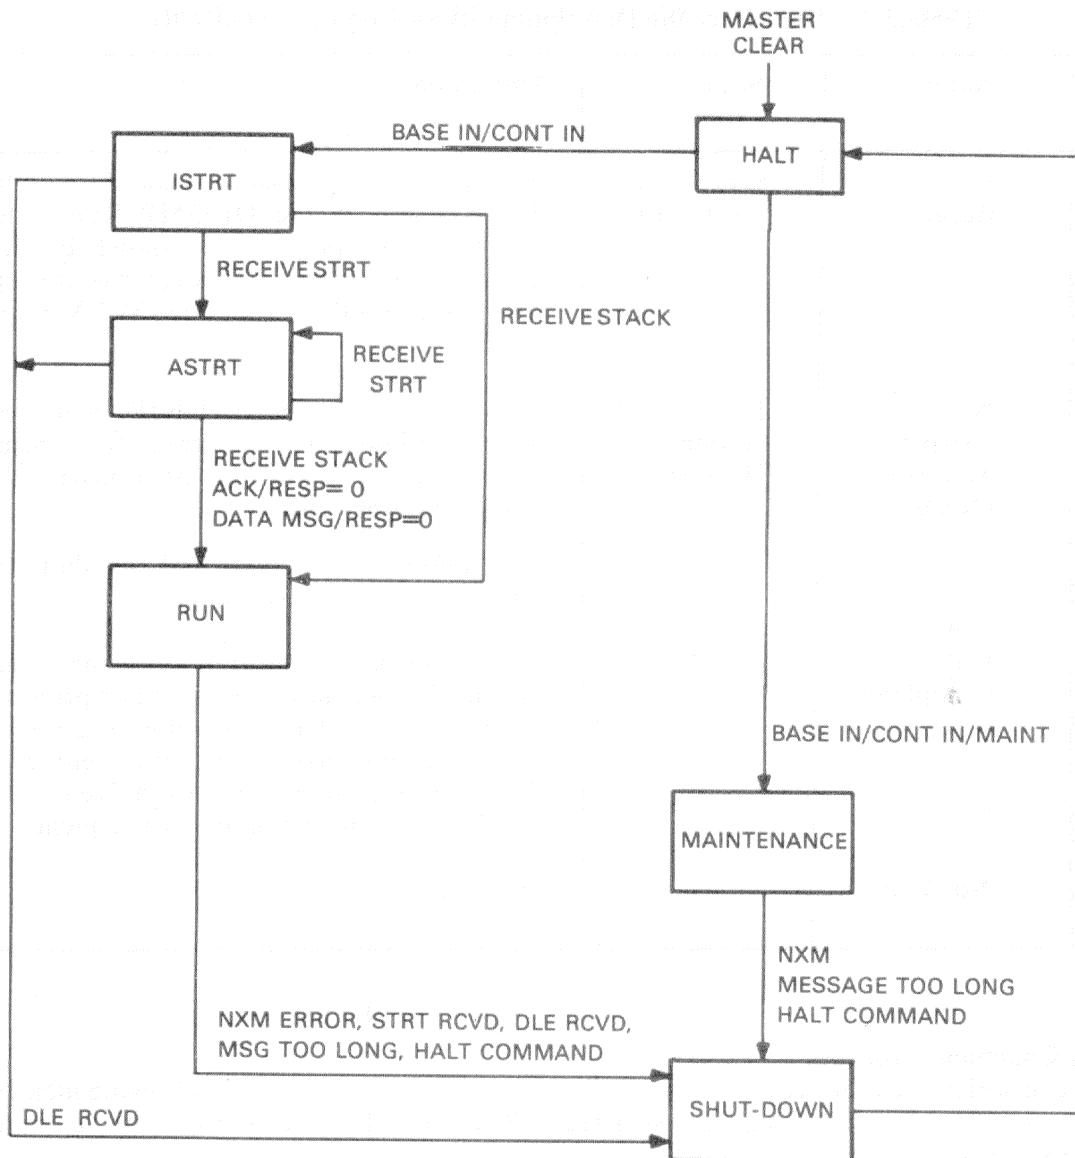 MASTER
CLEAR
BASE IN/CONT IN
HALT
ISTRT
RECEIVE STRT
RECEIVE STACK
ASTRT
RECEIVE
STRT
RECEIVE STACK
ACK/RESP= 0
DATA MSG/RESP=0
RUN
BASE IN/CONT IN/MAINT
MAINTENANCE
NXM
MESSAGE TOO LONG
HALT COMMAND
NXM ERROR, STRT RCVD, DLE RCVD,
MSG TOO LONG, HALT COMMAND
SHUT-DOWN
DLE RCVD